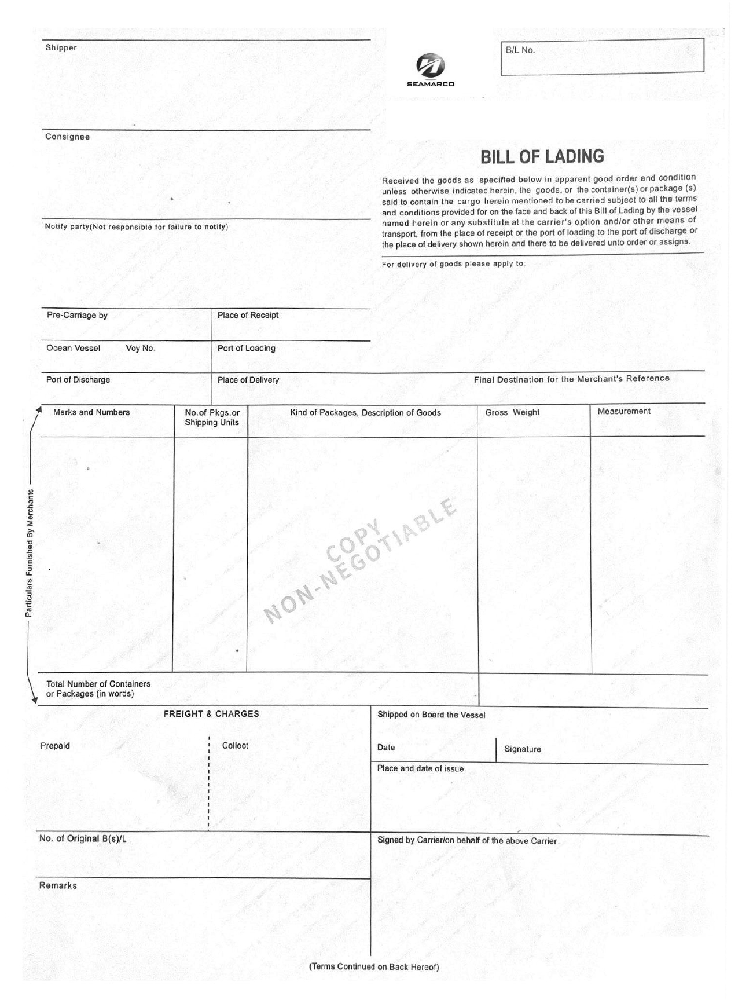 Shipper
SEAMARCO
B/L No.
Consignee
BILL OF LADING
Received the goods as specified below in apparent good order and condition
unless otherwise indicated herein, the goods, or the container(s) or package (s)
said to contain the cargo herein mentioned to be carried subject to all the terms
and conditions provided for on the face and back of this Bill of Lading by the vessel
named herein or any substitute at the carrier's option and/or other means of
transport, from the place of receipt or the port of loading to the port of discharge or
the place of delivery shown herein and there to be delivered unto order or assigns.
Notify party(Not responsible for failure to notify)
For delivery of goods please apply to:
Pre-Carriage by
Place of Receipt
Ocean Vessel Voy No.
Port of Loading
Port of Discharge
Place of Delivery
Final Destination for the Merchant's Reference
Marks and Numbers
No.of Pkgs.or
Shipping Units
Kind of Packages, Description of Goods
Gross Weight
Measurement
Particulars Furnished By Merchants
COPY
NON-NEGOTIABLE
Total Number of Containers
or Packages (in words)
FREIGHT & CHARGES
Prepaid
Collect
Shipped on Board the Vessel
Date
Signature
Place and date of issue
No. of Original B(s)/L
Signed by Carrier/on behalf of the above Carrier
Remarks
(Terms Continued on Back Hereof)